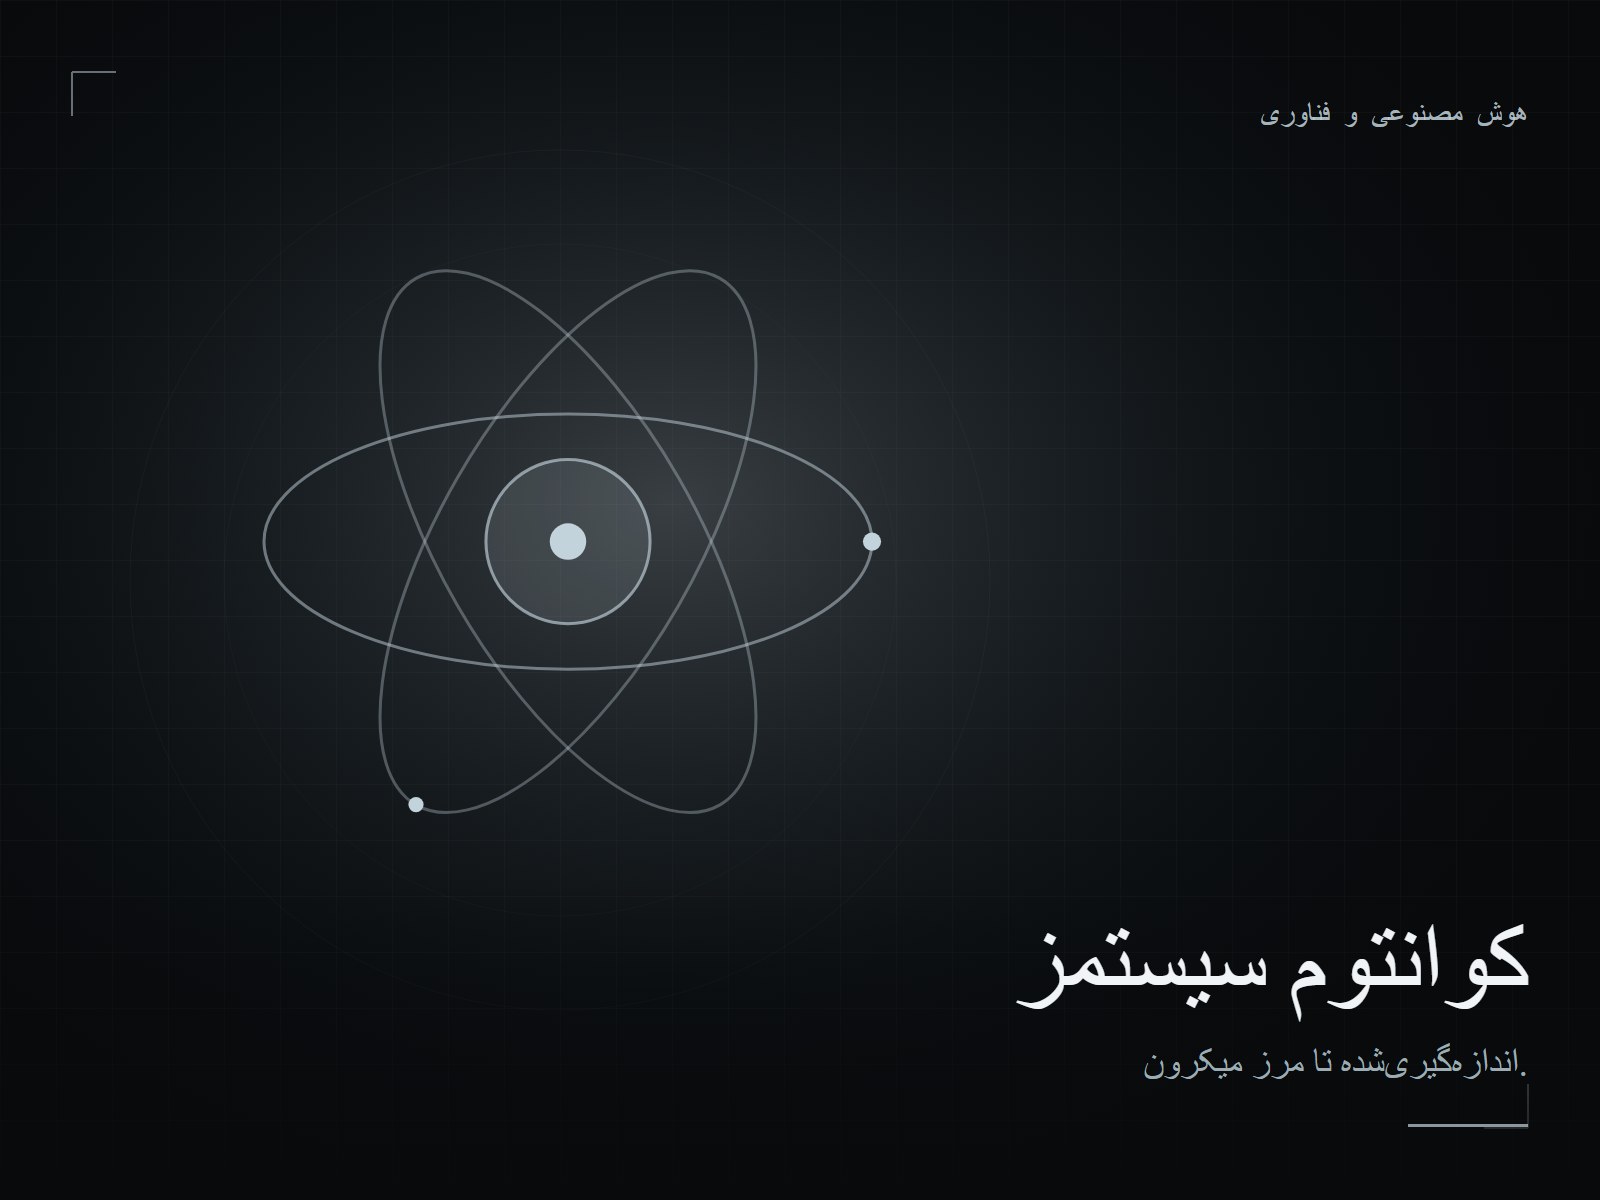 هوش مصنوعی و فناوری
کوانتوم سیستمز
اندازه‌گیری‌شده تا مرز میکرون.